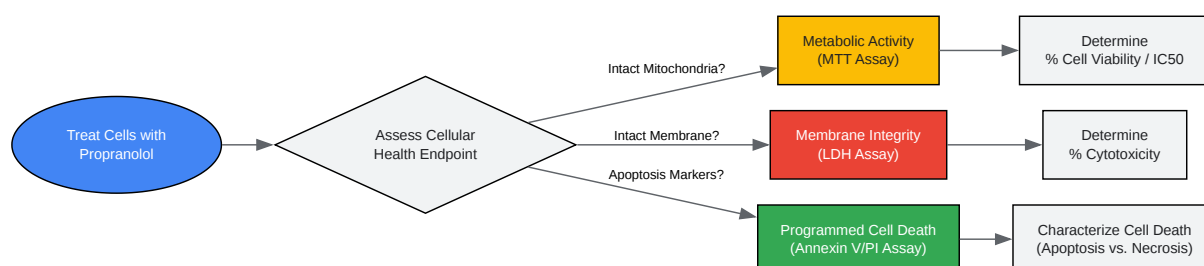 Treat Cells with
Propranolol
Assess Cellular
Health Endpoint
Intact Mitochondria?
Metabolic Activity
(MTT Assay)
Determine
% Cell Viability / IC50
Intact Membrane?
Membrane Integrity
(LDH Assay)
Determine
% Cytotoxicity
Apoptosis Markers?
Programmed Cell Death
(Annexin V/PI Assay)
Characterize Cell Death
(Apoptosis vs. Necrosis)